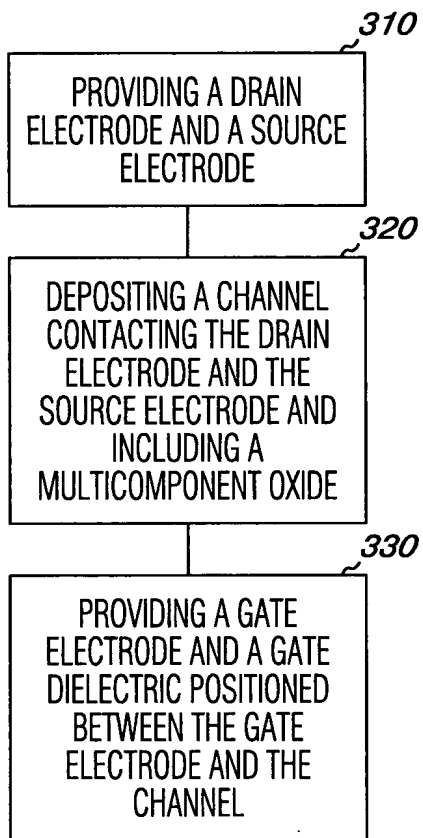 310
PROVIDING A DRAIN
ELECTRODE AND A SOURCE
ELECTRODE
320
DEPOSITING A CHANNEL
CONTACTING THE DRAIN
ELECTRODE AND THE
SOURCE ELECTRODE AND
INCLUDING A
MULTICOMPONENT OXIDE
330
PROVIDING A GATE
ELECTRODE AND A GATE
DIELECTRIC POSITIONED
BETWEEN THE GATE
ELECTRODE AND THE
CHANNEL